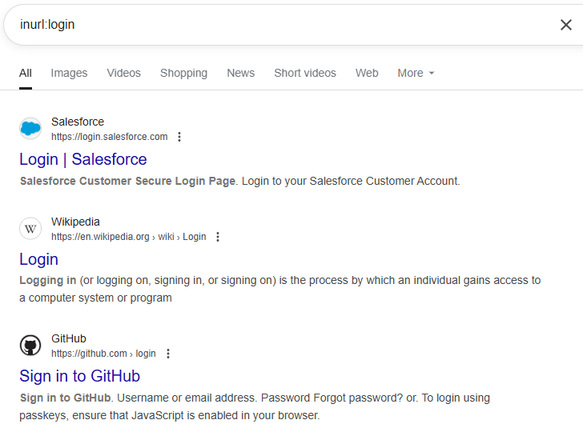 inurl:login
All Images Videos Shopping News Short videos Web More
Salesforce
https://login.salesforce.com
Login | Salesforce
Salesforce Customer Secure Login Page. Login to your Salesforce Customer Account.
W
Wikipedia
https://en.wikipedia.org › wiki › Login
Login
Logging in (or logging on, signing in, or signing on) is the process by which an individual gains access to
a computer system or program
GitHub
https://github.com › login
Sign in to GitHub
Sign in to GitHub. Username or email address. Password Forgot password? or. To login using
passkeys, ensure that JavaScript is enabled in your browser.